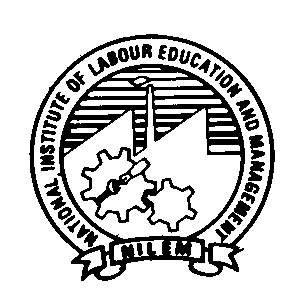 NATIONAL INSTITUTE OF LABOUR EDUCATION AND MANAGEMENT
NILEM